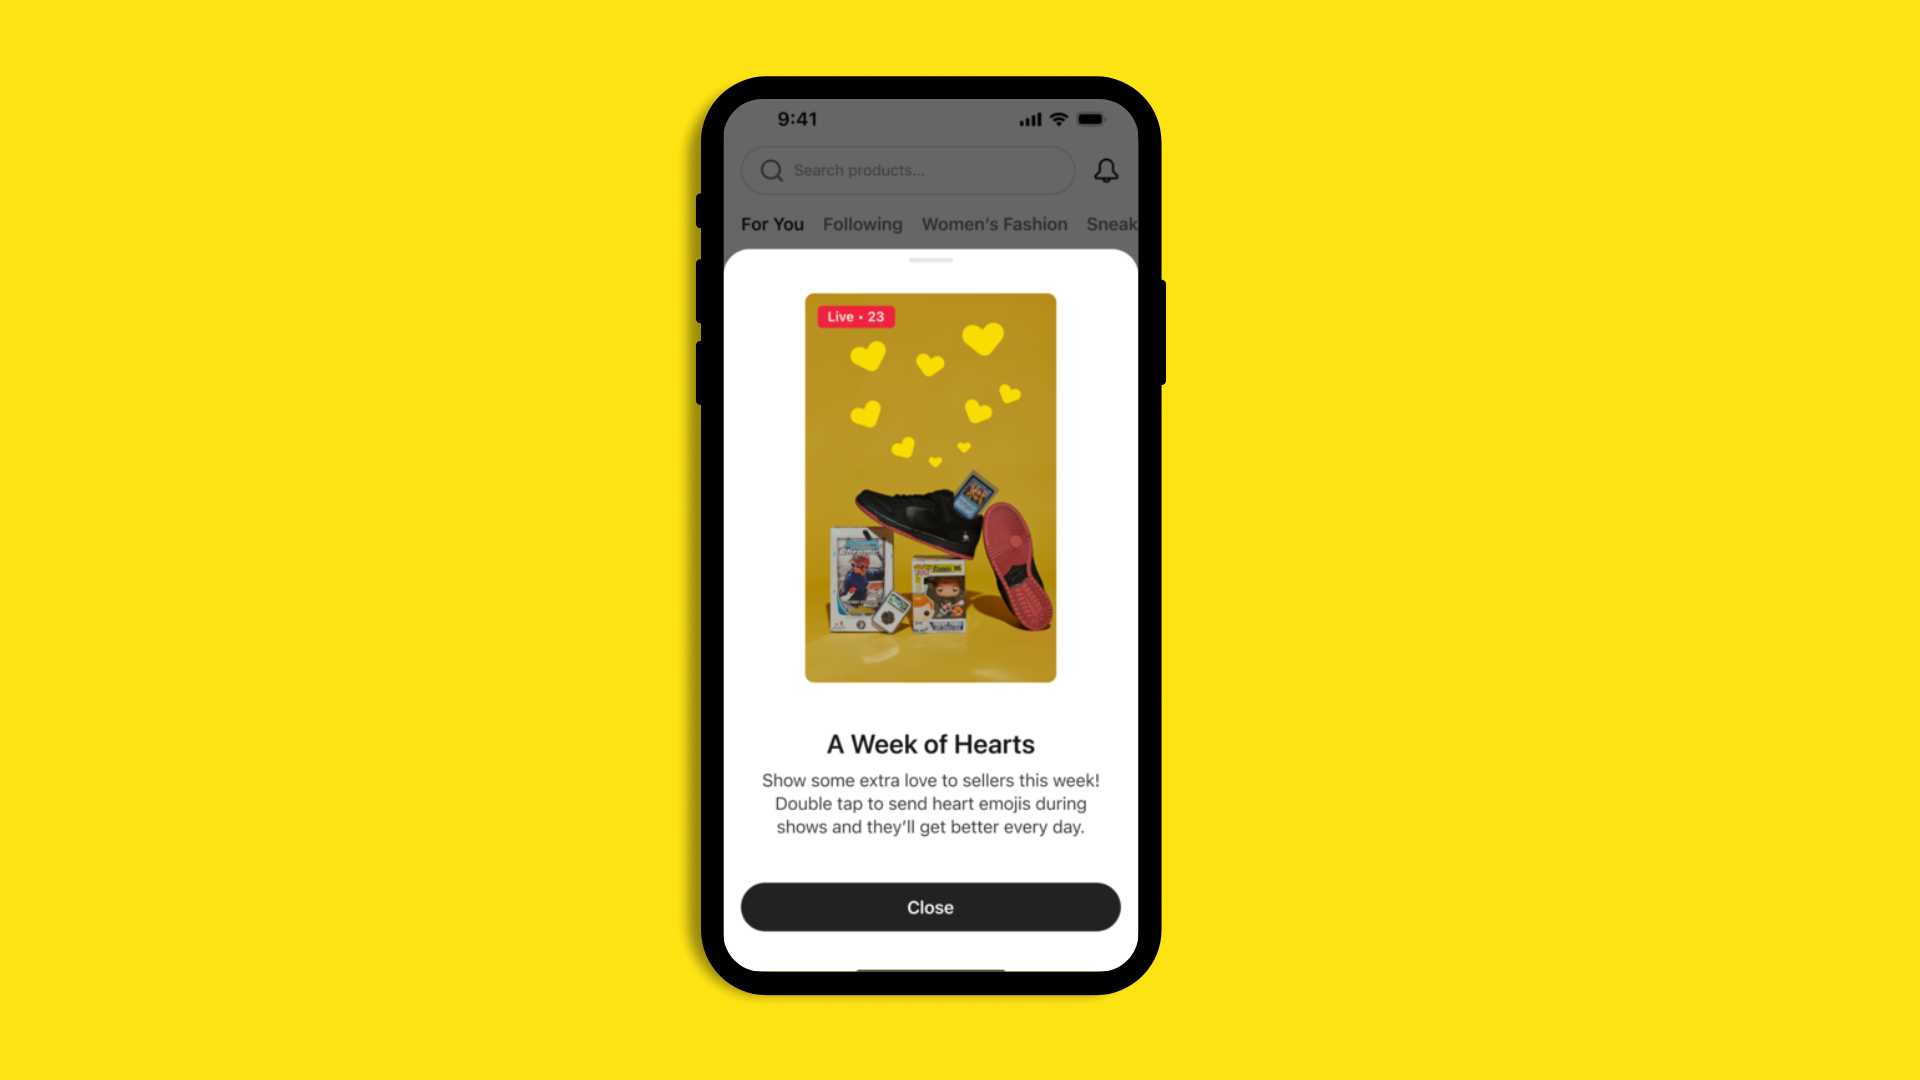 9:41
Search products...
For You Following Women's Fashion Sneak
Live • 23
Chrome
A Week of Hearts
Show some extra love to sellers this week!
Double tap to send heart emojis during
shows and they'll get better every day.
Close